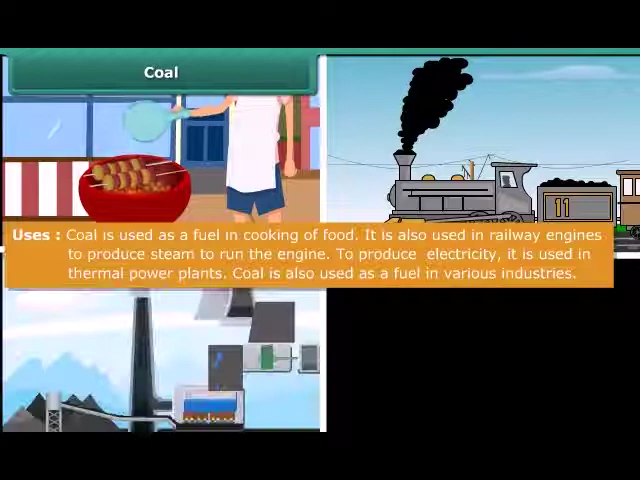 Coal
11
Uses : Coal is used as a fuel in cooking of food. It is also used in railway engines
to produce steam to run the engine. To produce electricity, it is used in
thermal power plants. Coal is also used as a fuel in various industries.